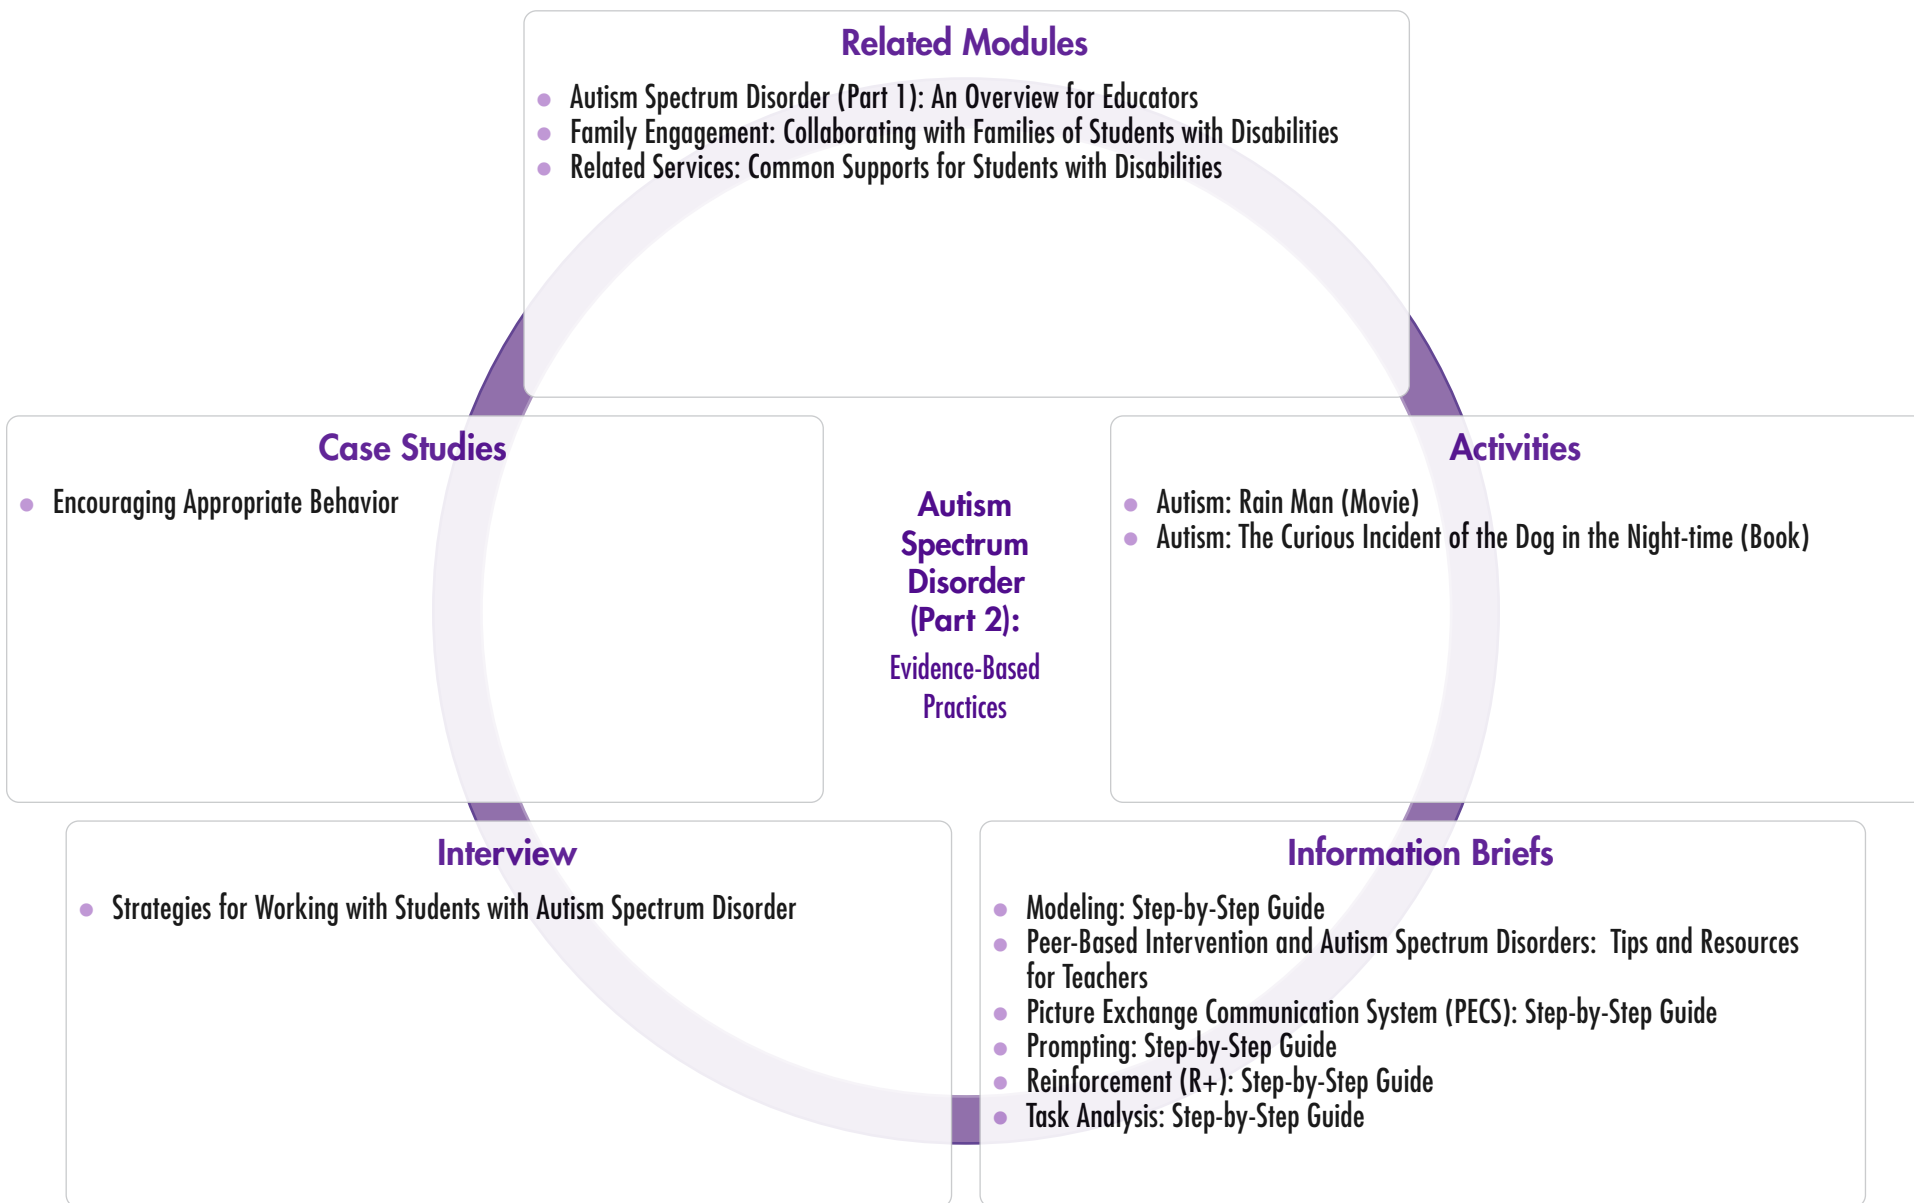 Related Modules
Autism Spectrum Disorder (Part 1): An Overview for Educators
Family Engagement: Collaborating with Families of Students with Disabilities
Related Services: Common Supports for Students with Disabilities
Case Studies
Encouraging Appropriate Behavior
Autism
Spectrum
Disorder
(Part 2):
Evidence-Based
Practices
Activities
Autism: Rain Man (Movie)
Autism: The Curious Incident of the Dog in the Night-time (Book)
Interview
Strategies for Working with Students with Autism Spectrum Disorder
Information Briefs
Modeling: Step-by-Step Guide
Peer-Based Intervention and Autism Spectrum Disorders: Tips and Resources
for Teachers
Picture Exchange Communication System (PECS): Step-by-Step Guide
Prompting: Step-by-Step Guide
Reinforcement (R+): Step-by-Step Guide
Task Analysis: Step-by-Step Guide